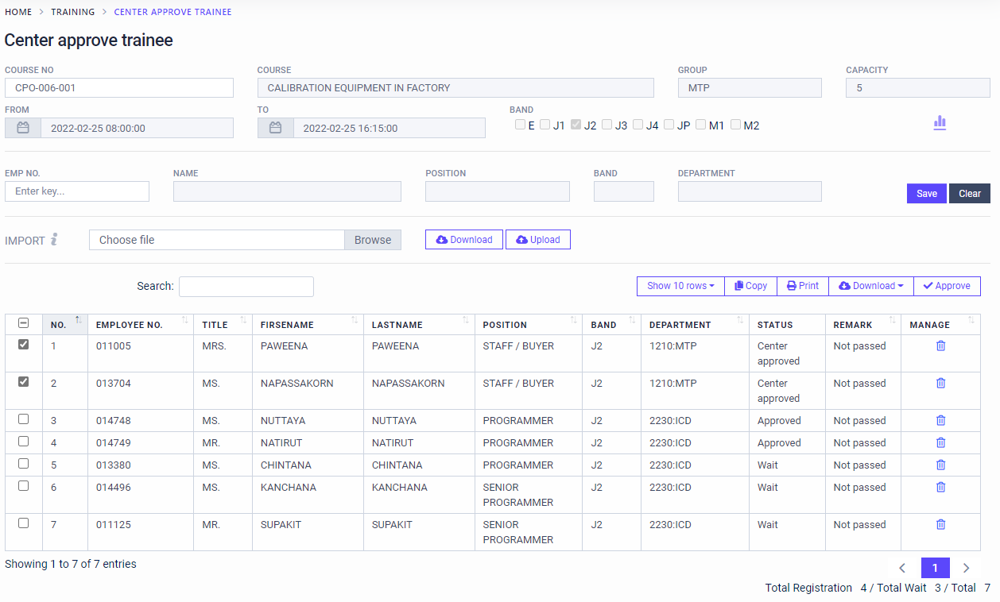 HOME > TRAINING > CENTER APPROVE TRAINEE
Center approve trainee
COURSE NO COURSE GROUP CAPACITY
CPO-006-001 CALIBRATION EQUIPMENT IN FACTORY MTP 5
FROM TO BAND
2022-02-25 08:00:00 2022-02-25 16:15:00 E J1 J2 J3 J4 JP M1 M2
EMP NO. NAME POSITION BAND DEPARTMENT
Enter key... Save Clear
IMPORT i Choose file Browse Download Upload
Search: Show 10 rows Copy Print Download Approve
NO. EMPLOYEE NO. TITLE FIRSENAME LASTNAME POSITION BAND DEPARTMENT STATUS REMARK MANAGE
1 011005 MRS. PAWEENA PAWEENA STAFF / BUYER J2 1210:MTP Center Not passed
approved
2 013704 MS. NAPASSAKORN NAPASSAKORN STAFF / BUYER J2 1210:MTP Center Not passed
approved
3 014748 MS. NUTTAYA NUTTAYA PROGRAMMER J2 2230:ICD Approved Not passed
4 014749 MR. NATIRUT NATIRUT PROGRAMMER J2 2230:ICD Approved Not passed
5 013380 MS. CHINTANA CHINTANA PROGRAMMER J2 2230:ICD Wait Not passed
6 014496 MS. KANCHANA KANCHANA SENIOR J2 2230:ICD Wait Not passed
PROGRAMMER
7 011125 MR. SUPAKIT SUPAKIT SENIOR J2 2230:ICD Wait Not passed
PROGRAMMER
Showing 1 to 7 of 7 entries
< 1 >
Total Registration 4 / Total Wait 3 / Total 7